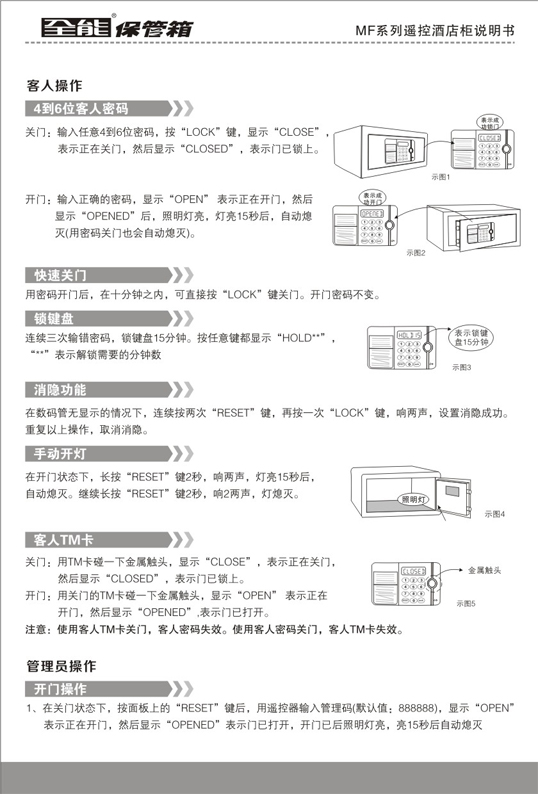 全能® 保管箱
MF系列遥控酒店柜说明书
客人操作
4到6位客人密码
关门：输入任意4到6位密码，按“LOCK”键，显示“CLOSE”，
表示正在关门，然后显示“CLOSED”，表示门已锁上。
表示成
功锁门
CLOSED
示图1
开门：输入正确的密码，显示“OPEN” 表示正在开门，然后
显示“OPENED”后，照明灯亮，灯亮15秒后，自动熄
灭(用密码关门也会自动熄灭)。
表示成
功开门
OPENED
示图2
快速关门
用密码开门后，在十分钟之内，可直接按“LOCK”键关门。开门密码不变。
锁键盘
连续三次输错密码，锁键盘15分钟。按任意键都显示“HOLD**”，
“**”表示解锁需要的分钟数
HOLD 15
表示锁键
盘15分钟
示图3
消隐功能
在数码管无显示的情况下，连续按两次“RESET”键，再按一次“LOCK”键，响两声，设置消隐成功。
重复以上操作，取消消隐。
手动开灯
在开门状态下，长按“RESET”键2秒，响两声，灯亮15秒后，
自动熄灭。继续长按“RESET”键2秒，响2声，灯熄灭。
照明灯
示图4
客人TM卡
关门：用TM卡碰一下金属触头，显示“CLOSE”，表示正在关门，
然后显示“CLOSED”，表示门已锁上。
开门：用关门的TM卡碰一下金属触头，显示“OPEN” 表示正在
开门，然后显示“OPENED”,表示门已打开。
CLOSED
金属触头
示图5
注意：使用客人TM卡关门，客人密码失效。使用客人密码关门，客人TM卡失效。
管理员操作
开门操作
1、在关门状态下，按面板上的“RESET”键后，用遥控器输入管理码(默认值：888888)，显示“OPEN”
表示正在开门，然后显示“OPENED”表示门已打开，开门已后照明灯亮，亮15秒后自动熄灭